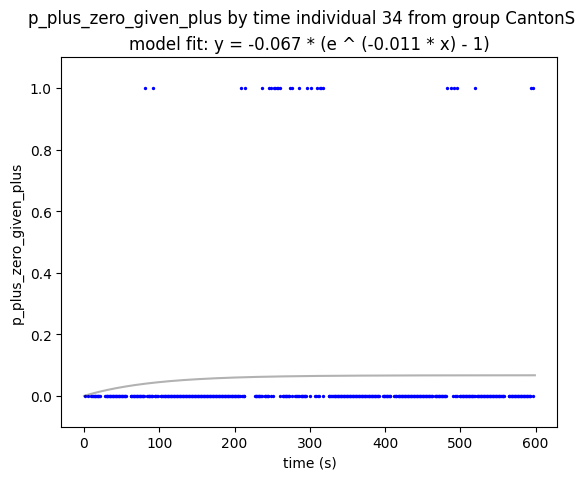 p_plus_zero_given_plus by time individual 34 from group CantonS
model fit: y = -0.067 * (e ^ (-0.011 * x) - 1)
1.0
0.8
0.6
0.4
0.2
0.0
p_plus_zero_given_plus
0 100 200 300 400 500 600
time (s)